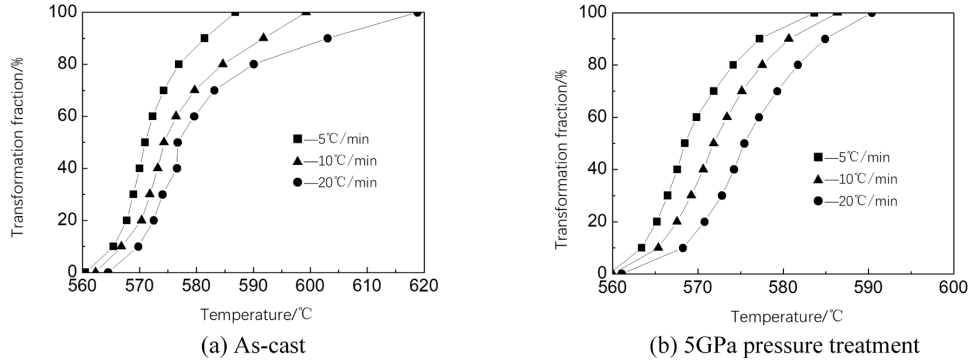 100
80
60
40
20
0
Transformation fraction/%
5℃/min
10℃/min
20℃/min
560 570 580 590 600 610 620
Temperature/℃
(a) As-cast
100
80
60
40
20
0
Transformation fraction/%
5℃/min
10℃/min
20℃/min
560 570 580 590 600
Temperature/℃
(b) 5GPa pressure treatment